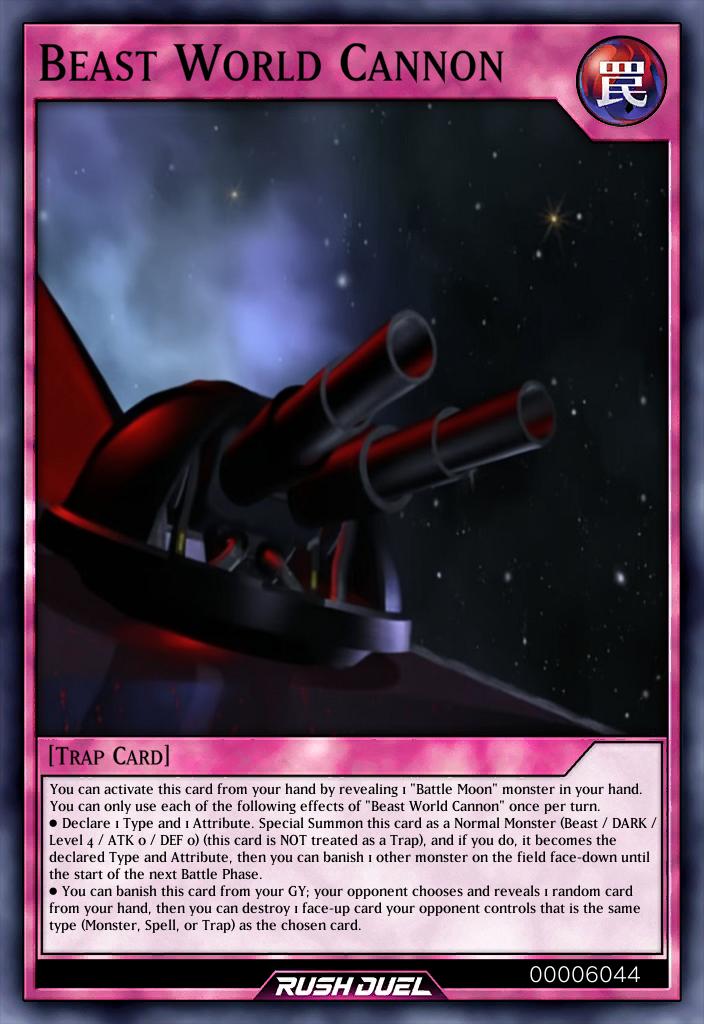 Beast World Cannon
罠
[Trap Card]
You can activate this card from your hand by revealing 1 "Battle Moon" monster in your hand.
You can only use each of the following effects of "Beast World Cannon" once per turn.
● Declare 1 Type and 1 Attribute. Special Summon this card as a Normal Monster (Beast / DARK /
Level 4 / ATK 0 / DEF 0) (this card is NOT treated as a Trap), and if you do, it becomes the
declared Type and Attribute, then you can banish 1 other monster on the field face-down until
the start of the next Battle Phase.
● You can banish this card from your GY; your opponent chooses and reveals 1 random card
from your hand, then you can destroy 1 face-up card your opponent controls that is the same
type (Monster, Spell, or Trap) as the chosen card.
00006044
RUSH DUEL